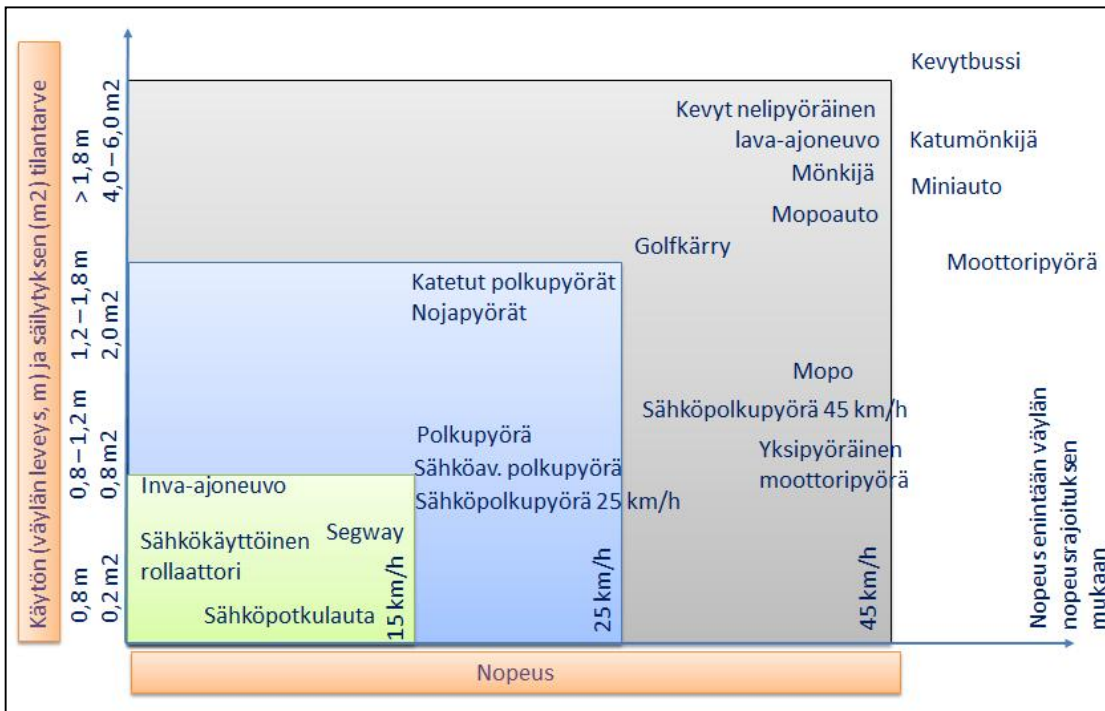 Käytön (väylän leveys, m) ja säilytyksen (m2) tilantarve
> 1,8 m
4,0–6,0 m2
1,2–1,8 m
2,0 m2
0,8–1,2 m
0,8 m2
0,8 m
0,2 m2
Kevytbussi
Kevyt nelipyöräinen
lava-ajoneuvo
Katumönkijä
Mönkijä
Miniauto
Mopoauto
Golfkärry
Moottoripyörä
Katetut polkupyörät
Nojapyörät
Mopo
Sähköpolkupyörä 45 km/h
Yksipyöräinen
moottoripyörä
Polkupyörä
Sähköav. polkupyörä
Sähköpolkupyörä 25 km/h
Inva-ajoneuvo
Segway
Sähkökäyttöinen
rollaattori
Sähköpotkulauta
15 km/h
25 km/h
45 km/h
Nopeus enintään väylän
nopeusrajoituksen
mukaan
Nopeus